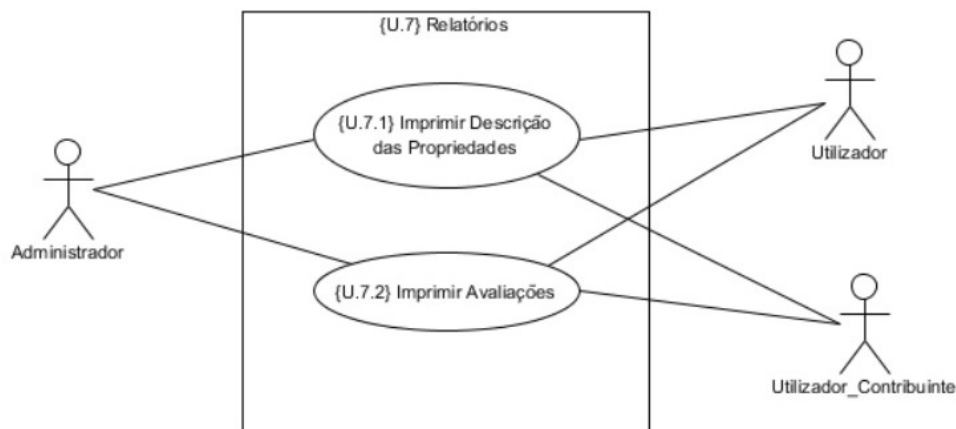 {U.7} Relatórios
{U.7.1} Imprimir Descrição
das Propriedades
Utilizador
Administrador
{U.7.2} Imprimir Avaliações
Utilizador_Contribuinte